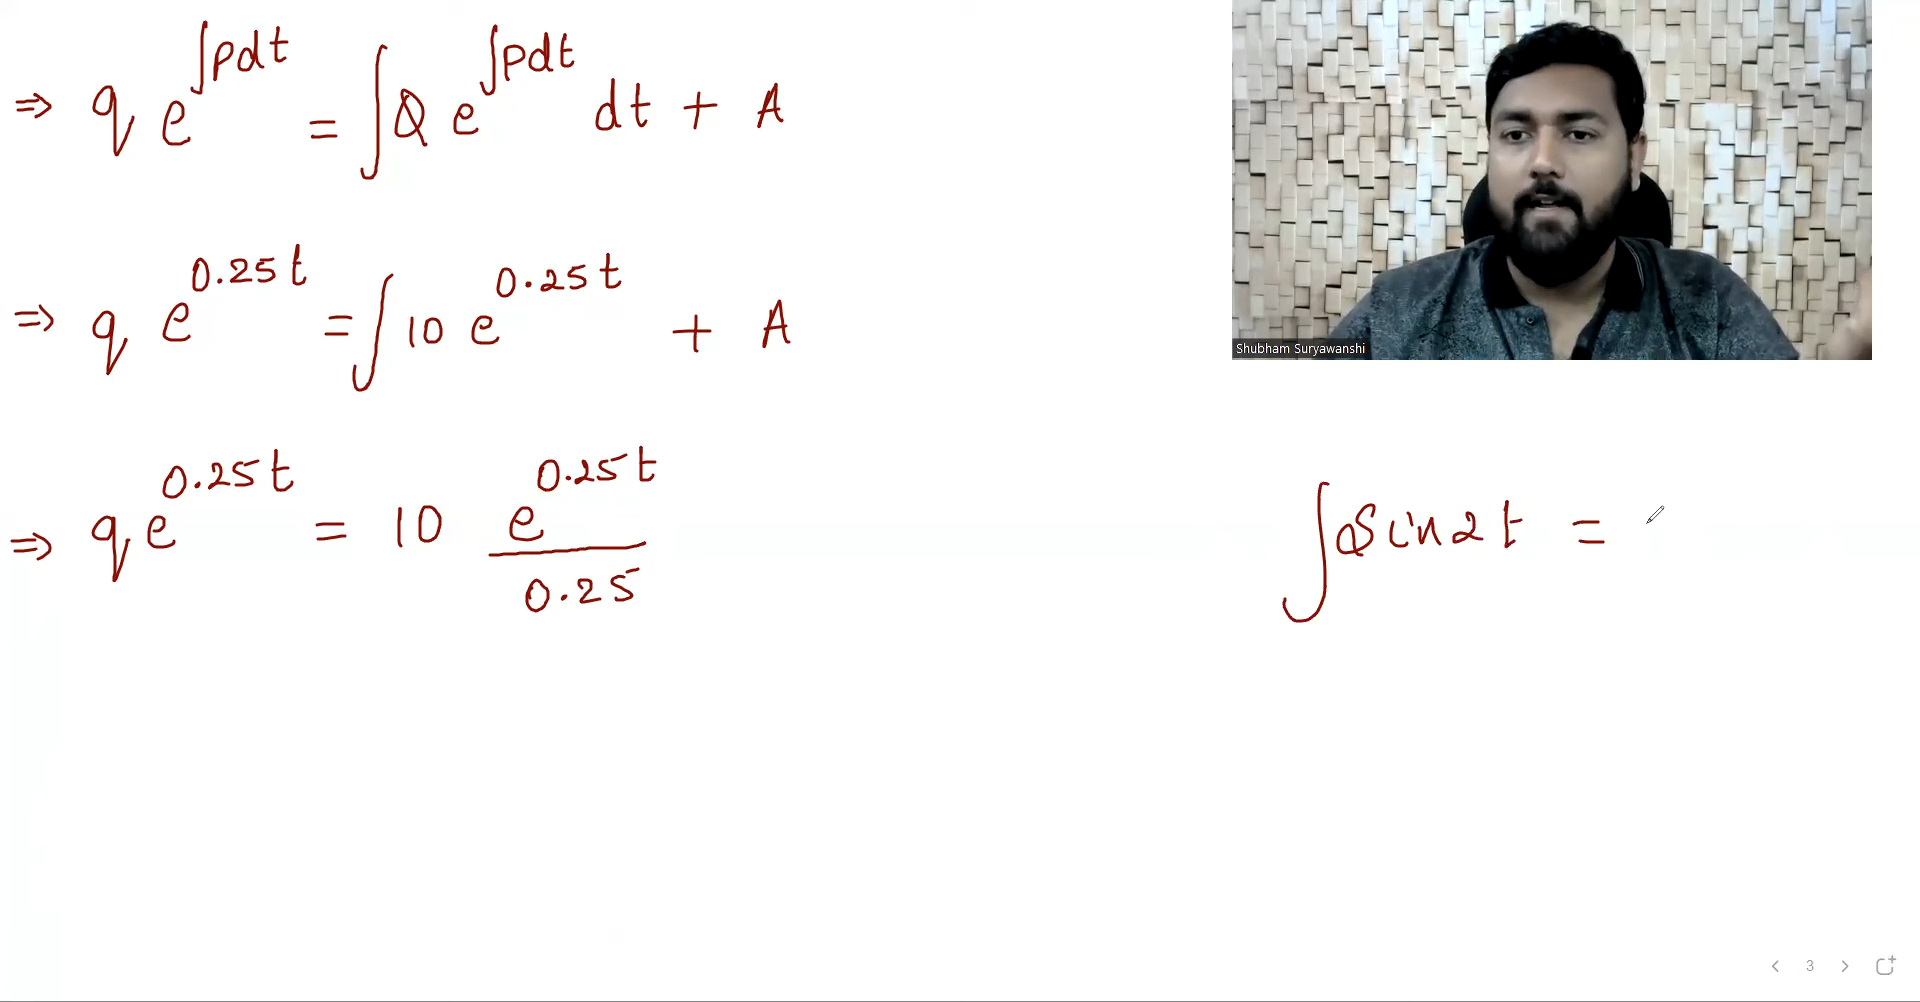 ⇒ q e^{∫pdt} = ∫Q e^{∫pdt} dt + A
⇒ q e^{0.25t} = ∫10 e^{0.25t} + A
⇒ q e^{0.25t} = 10 e^{0.25t}/0.25
∫Sin2t =
Shubham Suryawanshi
3